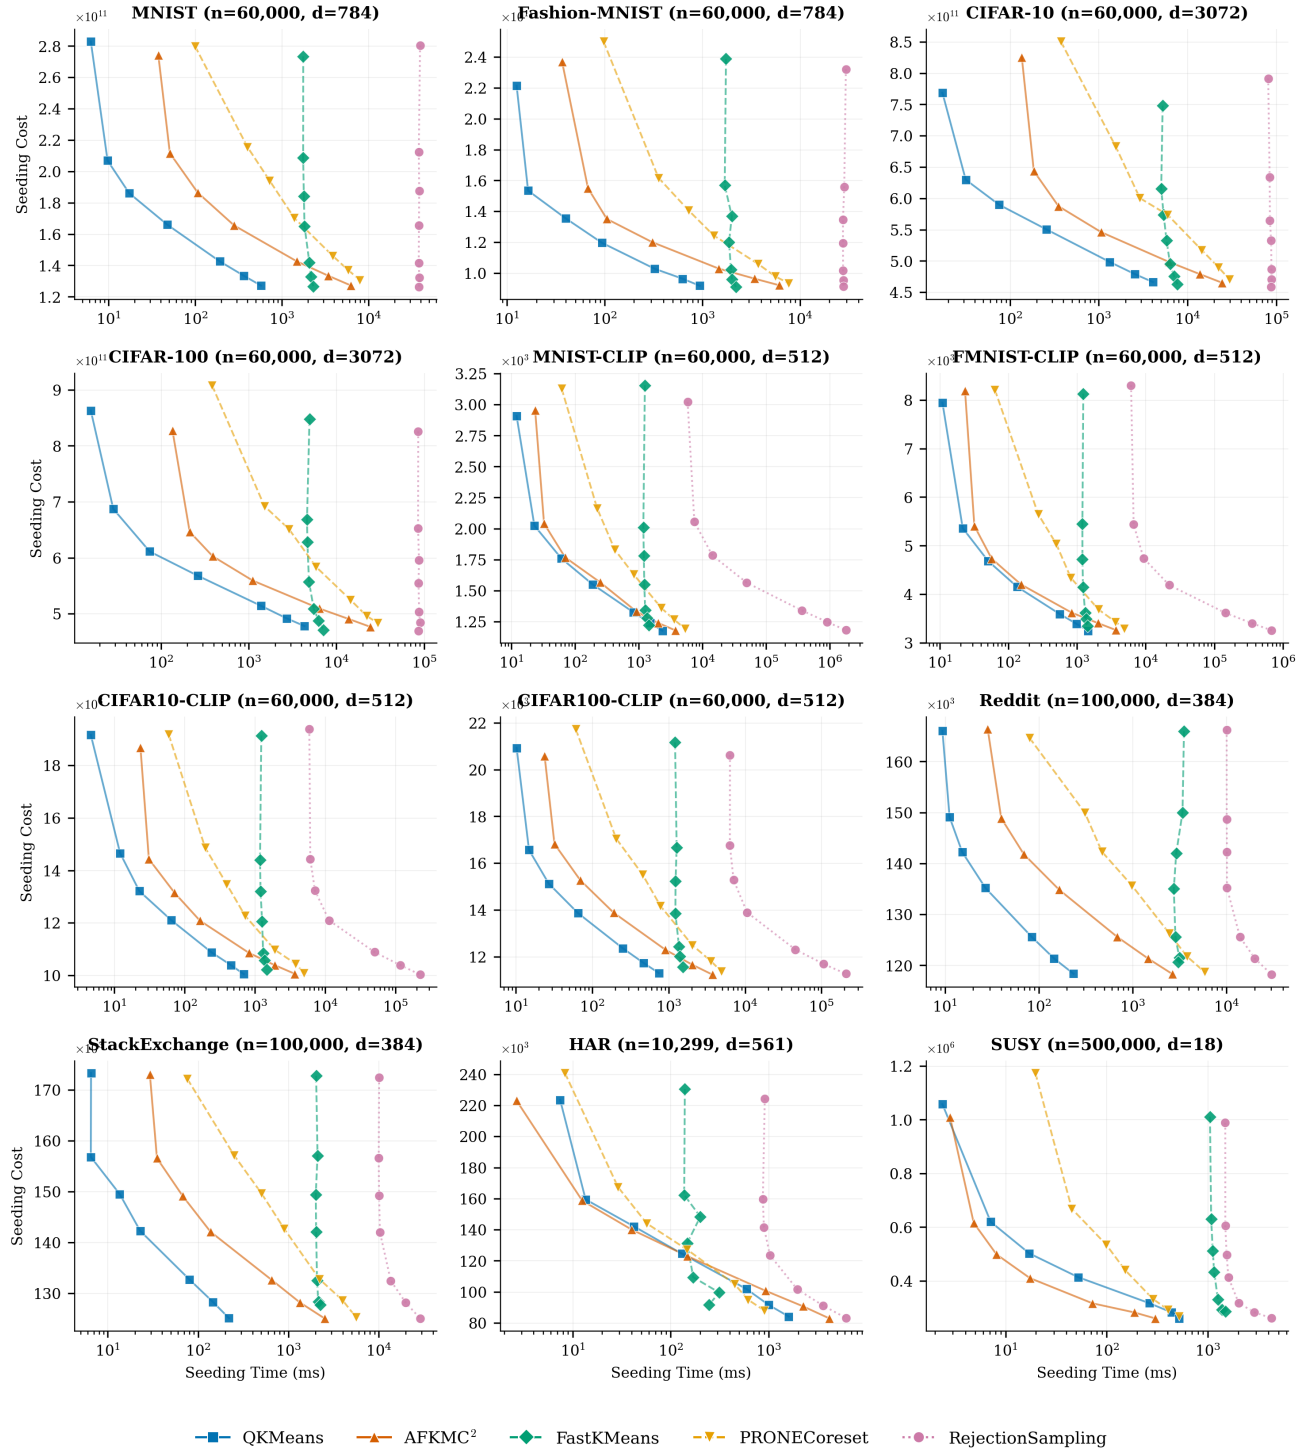 MNIST (n=60,000, d=784)
×10¹¹
Seeding Cost
2.8
2.6
2.4
2.2
2.0
1.8
1.6
1.4
1.2
10¹ 10² 10³ 10⁴
Fashion-MNIST (n=60,000, d=784)
2.4
2.2
2.0
1.8
1.6
1.4
1.2
1.0
10¹ 10² 10³ 10⁴
CIFAR-10 (n=60,000, d=3072)
×10¹¹
8.5
8.0
7.5
7.0
6.5
6.0
5.5
5.0
4.5
10² 10³ 10⁴ 10⁵
CIFAR-100 (n=60,000, d=3072)
×10¹¹
Seeding Cost
9
8
7
6
5
10² 10³ 10⁴ 10⁵
MNIST-CLIP (n=60,000, d=512)
×10³
3.25
3.00
2.75
2.50
2.25
2.00
1.75
1.50
1.25
10¹ 10² 10³ 10⁴ 10⁵ 10⁶
FMNIST-CLIP (n=60,000, d=512)
8
7
6
5
4
3
10¹ 10² 10³ 10⁴ 10⁵ 10⁶
CIFAR10-CLIP (n=60,000, d=512)
Seeding Cost
18
16
14
12
10
10¹ 10² 10³ 10⁴ 10⁵
CIFAR100-CLIP (n=60,000, d=512)
22
20
18
16
14
12
10¹ 10² 10³ 10⁴ 10⁵
Reddit (n=100,000, d=384)
×10³
160
150
140
130
120
10¹ 10² 10³ 10⁴
StackExchange (n=100,000, d=384)
Seeding Cost
170
160
150
140
130
10¹ 10² 10³ 10⁴
Seeding Time (ms)
HAR (n=10,299, d=561)
×10³
240
220
200
180
160
140
120
100
80
10¹ 10² 10³
Seeding Time (ms)
SUSY (n=500,000, d=18)
×10⁶
1.2
1.0
0.8
0.6
0.4
10¹ 10² 10³
Seeding Time (ms)
QKMeans AFKMC² FastKMeans PRONECoreset RejectionSampling